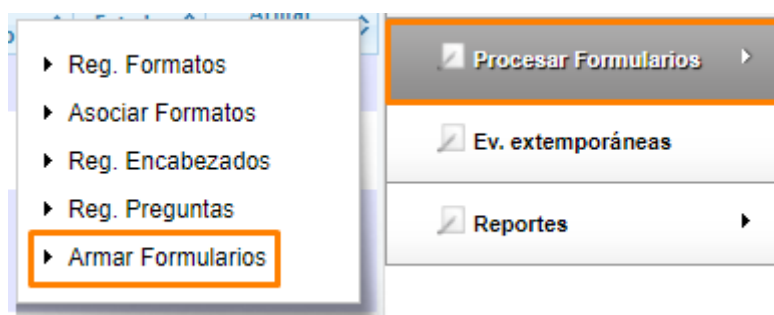 Reg. Formatos
Asociar Formatos
Reg. Encabezados
Reg. Preguntas
Armar Formularios
Procesar Formularios
Ev. extemporáneas
Reportes